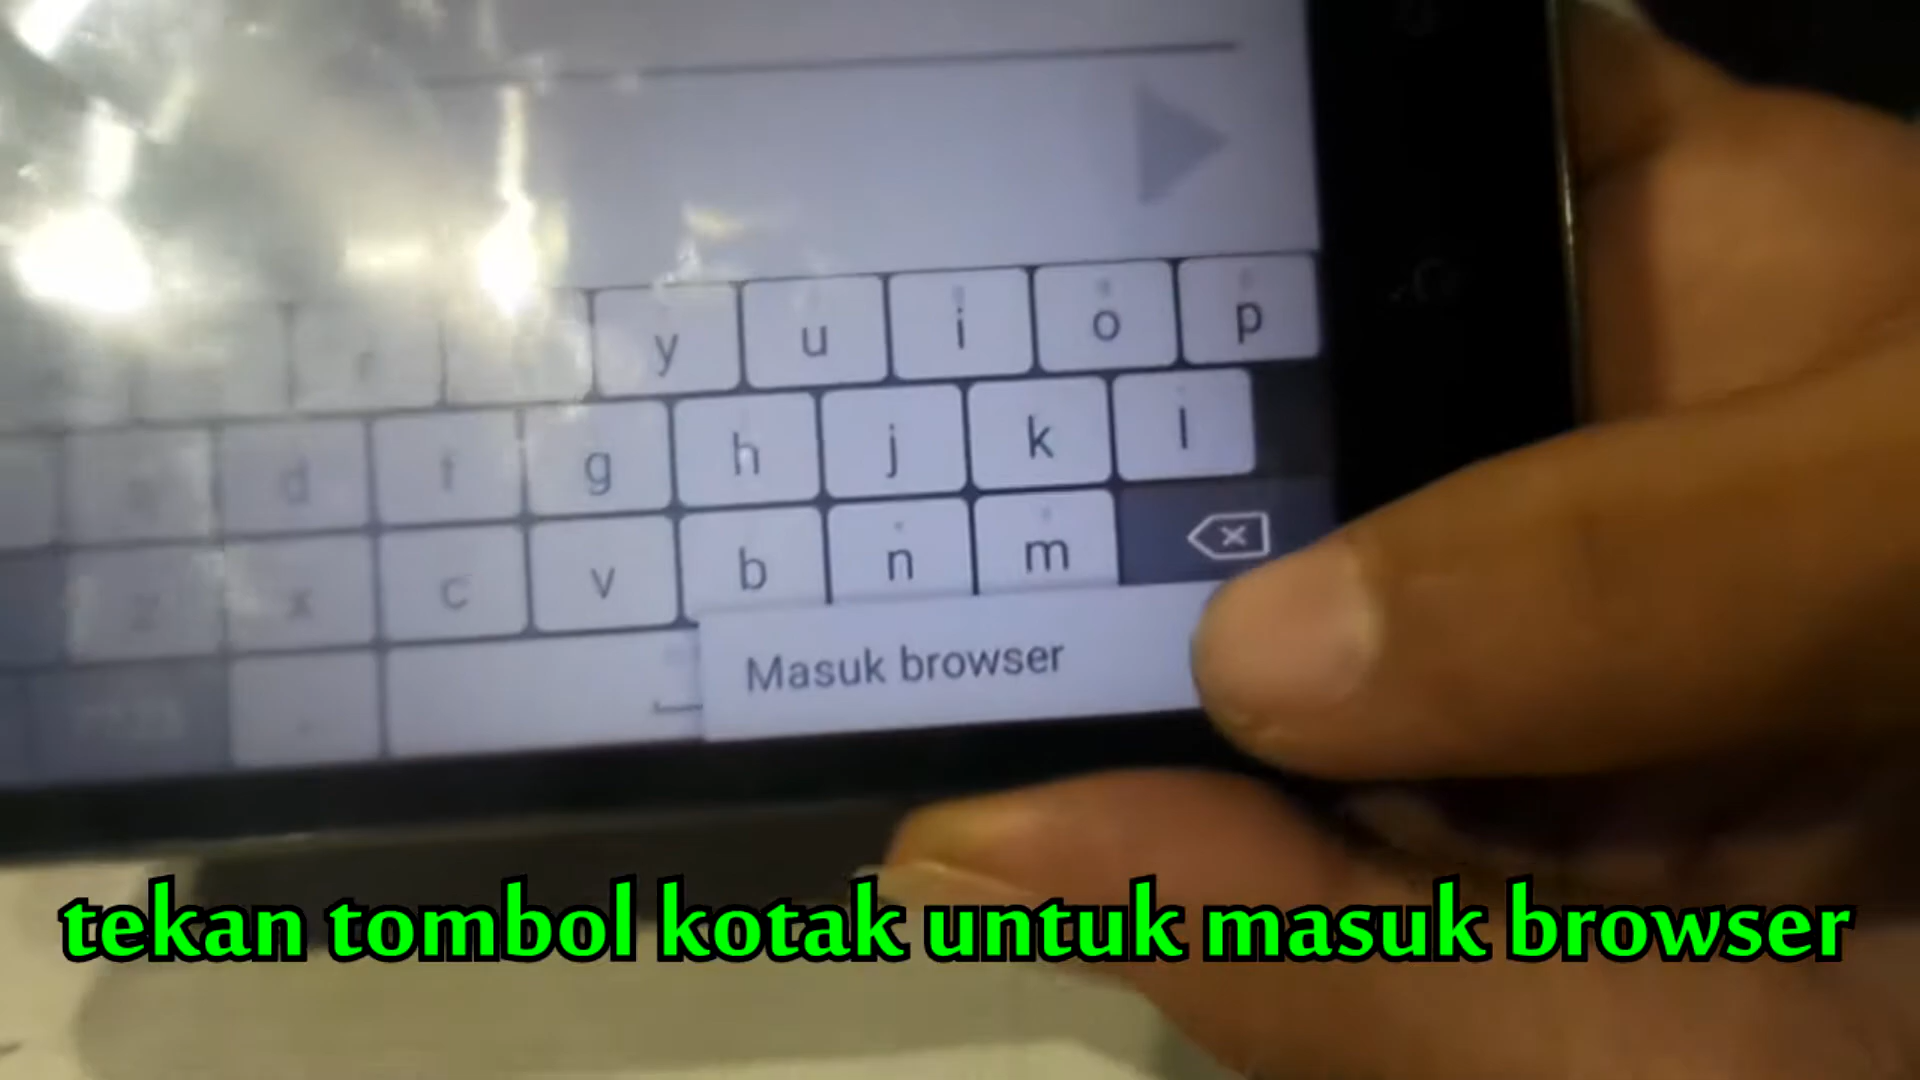 y u i o p
d f g h j k l
x c v b n m
Masuk browser
tekan tombol kotak untuk masuk browser